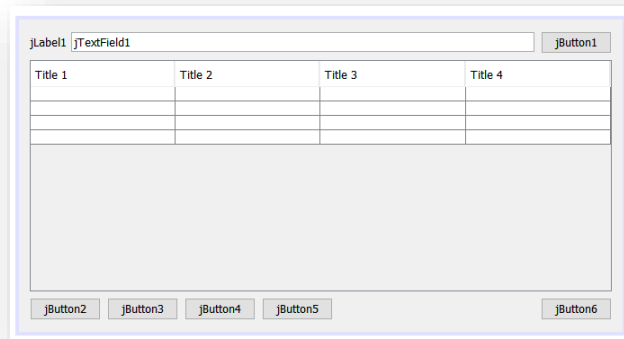 jLabel1 jTextField1 jButton1
Title 1 Title 2 Title 3 Title 4
jButton2 jButton3 jButton4 jButton5 jButton6